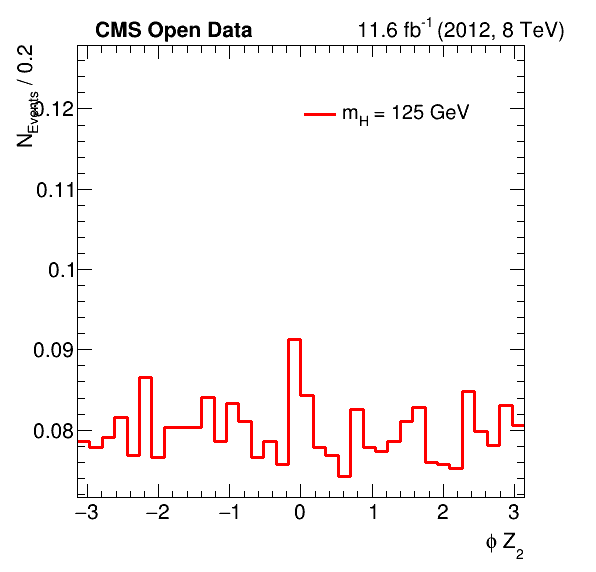 CMS Open Data
11.6 fb⁻¹ (2012, 8 TeV)
N_Events / 0.2
m_H = 125 GeV
0.12
0.11
0.1
0.09
0.08
−3 −2 −1 0 1 2 3
ϕ Z₂